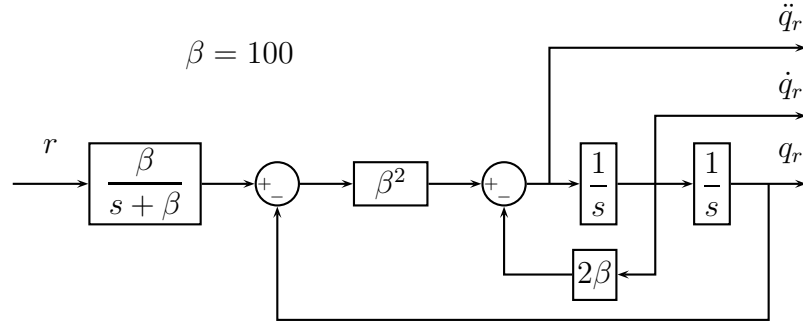 q̈_r
β = 100
q̇_r
r
β/(s + β)
+
−
β²
+
−
1/s
1/s
q_r
2β